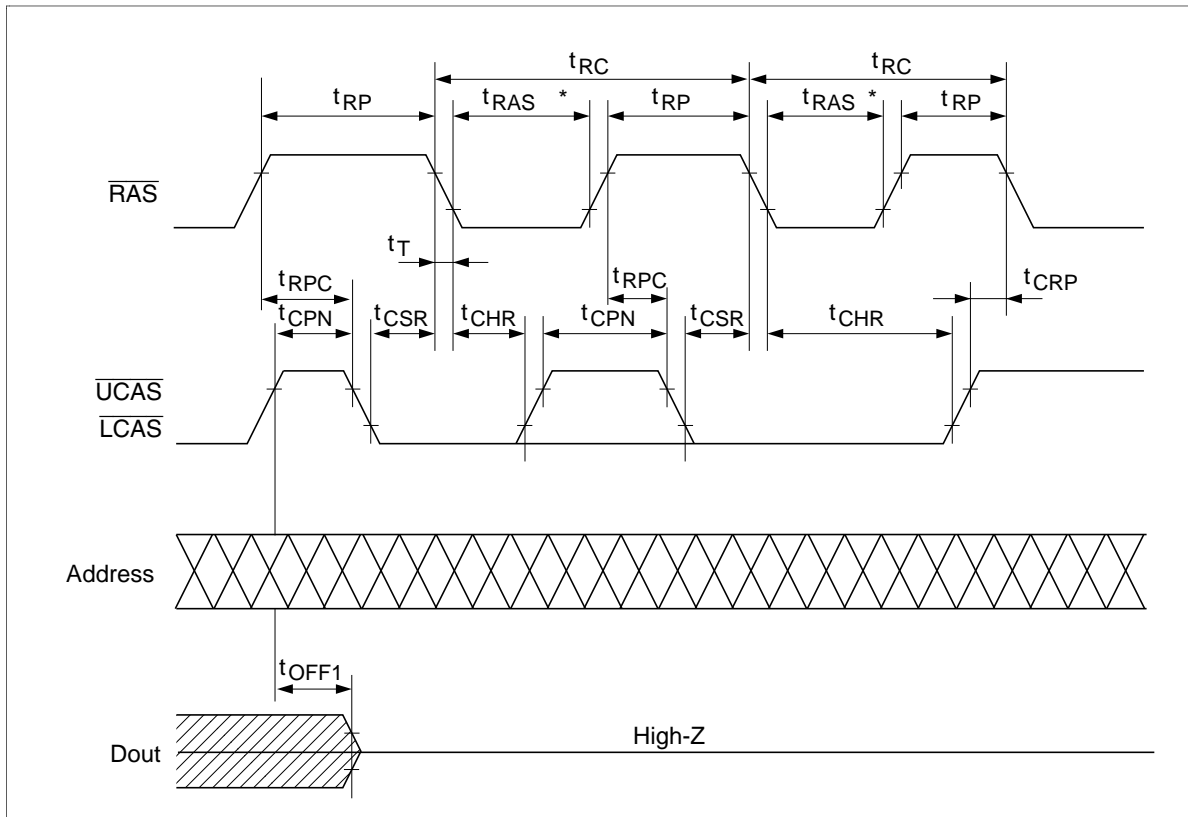 tRC tRC
tRP tRAS * tRP tRAS * tRP
RAS
tT
tRPC tRPC tCRP
tCPN tCSR tCHR tCPN tCSR tCHR
UCAS
LCAS
Address
tOFF1
High-Z
Dout